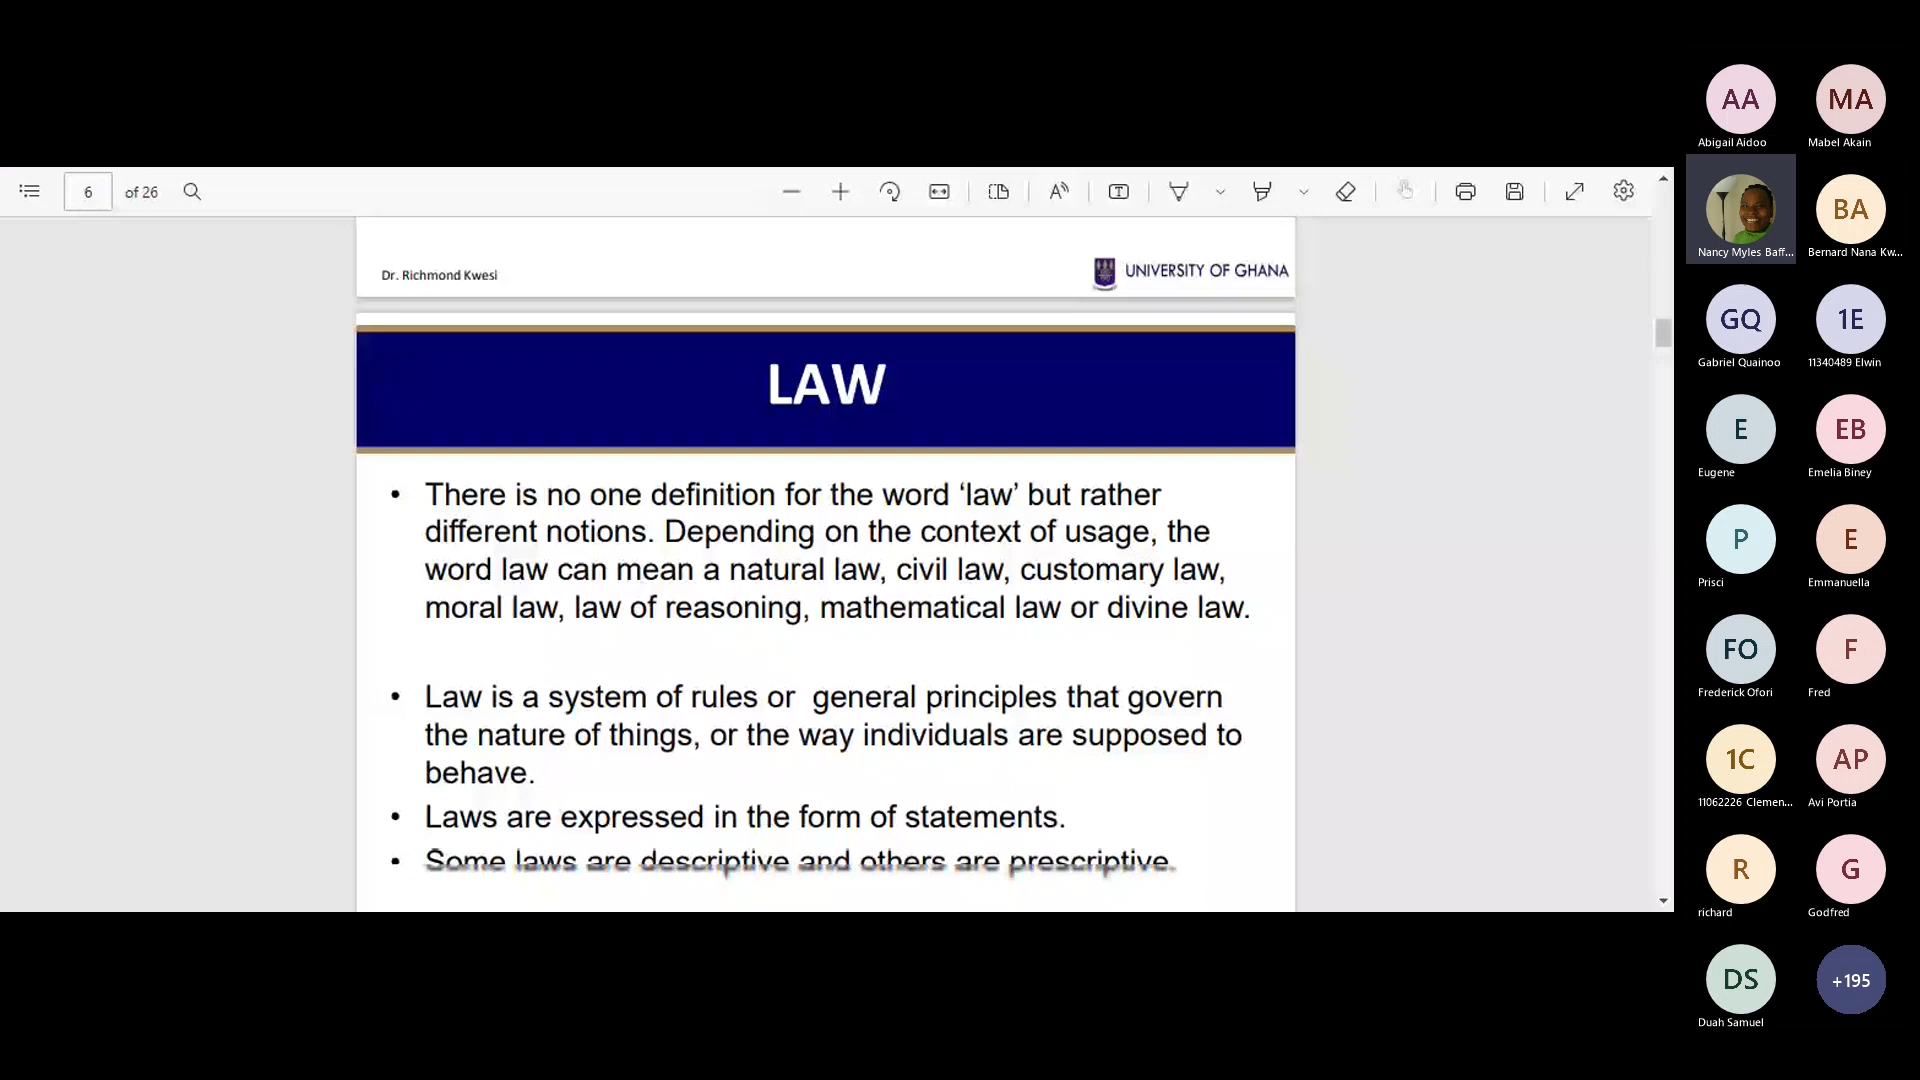 6 of 26
Dr. Richmond Kwesi
UNIVERSITY OF GHANA
LAW
• There is no one definition for the word ‘law’ but rather
different notions. Depending on the context of usage, the
word law can mean a natural law, civil law, customary law,
moral law, law of reasoning, mathematical law or divine law.
• Law is a system of rules or  general principles that govern
the nature of things, or the way individuals are supposed to
behave.
• Laws are expressed in the form of statements.
• Some laws are descriptive and others are prescriptive.
AA MA
Abigail Aidoo Mabel Akain
BA
Nancy Myles Baff... Bernard Nana Kw...
GQ 1E
Gabriel Quainoo 11340489 Elwin
E EB
Eugene Emelia Biney
P E
Prisci Emmanuella
FO F
Frederick Ofori Fred
1C AP
11062226 Clemen... Avi Portia
R G
richard Godfred
DS +195
Duah Samuel